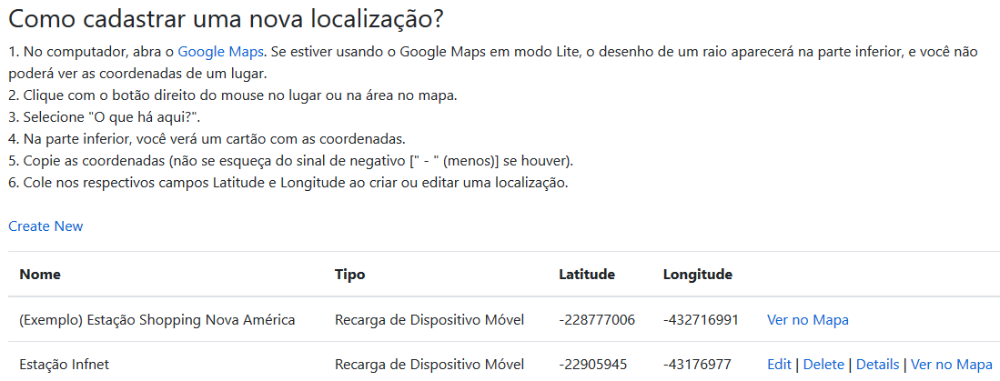 Como cadastrar uma nova localização?
1. No computador, abra o Google Maps. Se estiver usando o Google Maps em modo Lite, o desenho de um raio aparecerá na parte inferior, e você não
poderá ver as coordenadas de um lugar.
2. Clique com o botão direito do mouse no lugar ou na área no mapa.
3. Selecione "O que há aqui?".
4. Na parte inferior, você verá um cartão com as coordenadas.
5. Copie as coordenadas (não se esqueça do sinal de negativo [" - " (menos)] se houver).
6. Cole nos respectivos campos Latitude e Longitude ao criar ou editar uma localização.
Create New
Nome Tipo Latitude Longitude
(Exemplo) Estação Shopping Nova América Recarga de Dispositivo Móvel -228777006 -432716991 Ver no Mapa
Estação Infnet Recarga de Dispositivo Móvel -22905945 -43176977 Edit | Delete | Details | Ver no Mapa